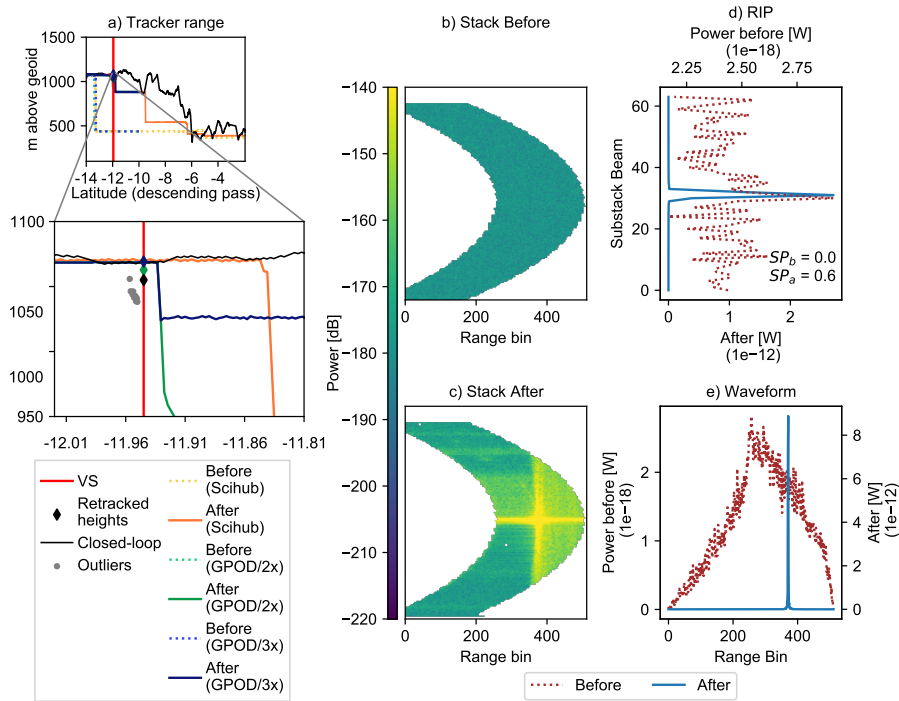 a) Tracker range
1500
1000
500
m above geoid
-14 -12 -10 -8 -6 -4
Latitude (descending pass)
1100
1050
1000
950
-12.01 -11.96 -11.91 -11.86 -11.81
VS
Retracked
heights
Closed-loop
Outliers
Before
(Scihub)
After
(Scihub)
Before
(GPOD/2x)
After
(GPOD/2x)
Before
(GPOD/3x)
After
(GPOD/3x)
b) Stack Before
−140
−150
−160
−170
−180
−190
−200
−210
−220
Power [dB]
0 200 400
Range bin
c) Stack After
0 200 400
Range bin
d) RIP
Power before [W]
(1e-18)
2.25 2.50 2.75
60
40
20
0
Substack Beam
SP_b = 0.0
SP_a = 0.6
0 1 2
After [W]
(1e-12)
e) Waveform
Power before [W]
(1e-18)
2
1
0
8
6
4
2
0
After [W]
(1e-12)
0 200 400
Range Bin
Before After